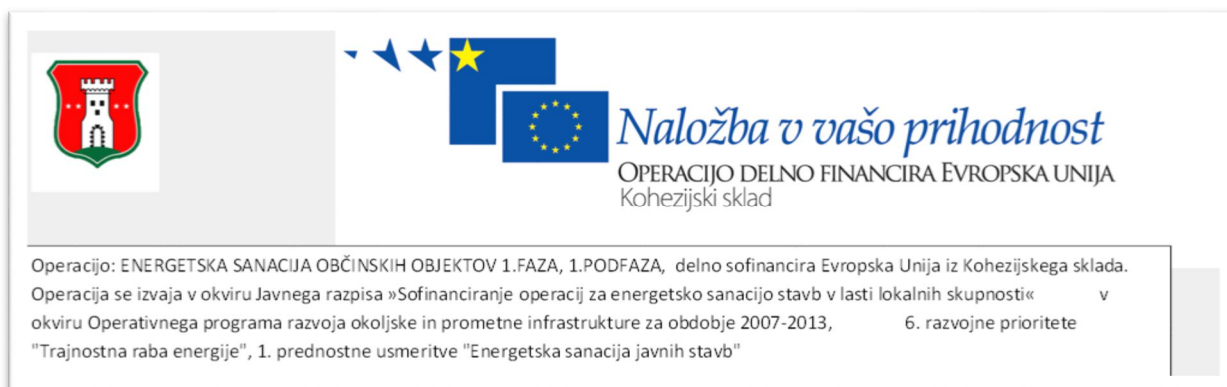 Naložba v vašo prihodnost
OPERACIJO DELNO FINANCIRA EVROPSKA UNIJA
Kohezijski sklad
Operacijo: ENERGETSKA SANACIJA OBČINSKIH OBJEKTOV 1.FAZA, 1.PODFAZA, delno sofinancira Evropska Unija iz Kohezijskega sklada.
Operacija se izvaja v okviru Javnega razpisa »Sofinanciranje operacij za energetsko sanacijo stavb v lasti lokalnih skupnosti« v
okviru Operativnega programa razvoja okoljske in prometne infrastrukture za obdobje 2007-2013, 6. razvojne prioritete
"Trajnostna raba energije", 1. prednostne usmeritve "Energetska sanacija javnih stavb"